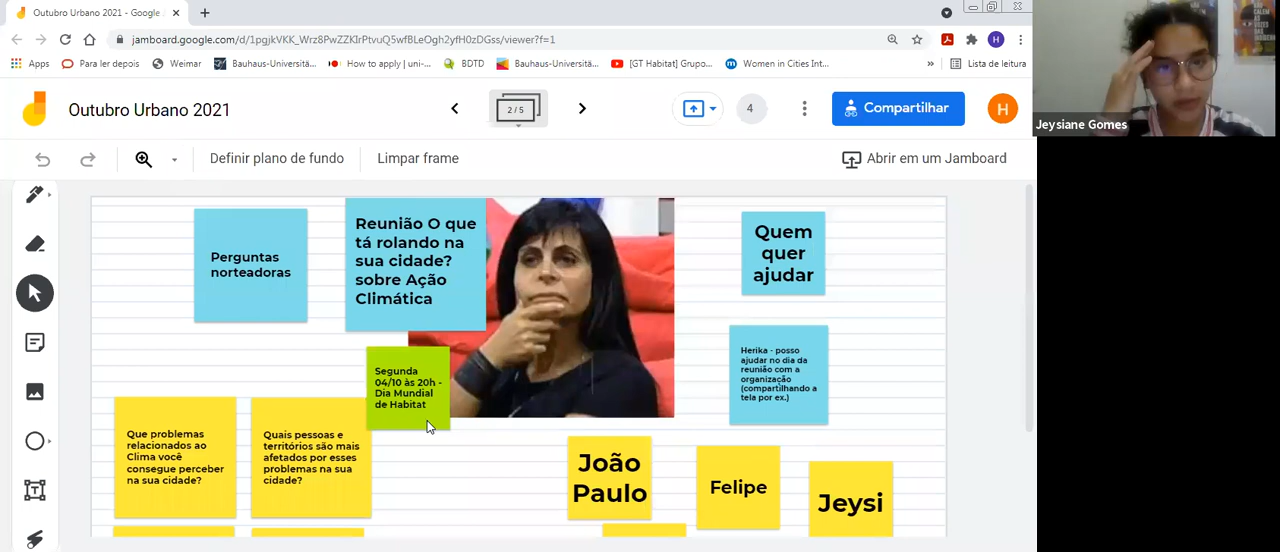 Outubro Urbano 2021 - Google
jamboard.google.com/d/1pgjkVKK_Wrz8PwZZKlrPtvuQ5wfBLeOgh2yfH0zDGss/viewer?f=1
H
Apps
Para ler depois
Weimar
Bauhaus-Universitä...
How to apply | uni-...
BDTD
Bauhaus-Universitä...
[GT Habitat] Grupo...
Women in Cities Int...
»
Lista de leitura
Jeysiane Gomes
Outubro Urbano 2021
2 / 5
4
Compartilhar
H
Definir plano de fundo
Limpar frame
Abrir em um Jamboard
Perguntas
norteadoras
Reunião O que
tá rolando na
sua cidade?
sobre Ação
Climática
Quem
quer
ajudar
Herika - posso
ajudar no dia da
reunião com a
organização
(compartilhando a
tela por ex.)
Segunda
04/10 às 20h -
Dia Mundial
de Habitat
Que problemas
relacionados ao
Clima você
consegue perceber
na sua cidade?
Quais pessoas e
territórios são mais
afetados por esses
problemas na sua
cidade?
João
Paulo
Felipe
Jeysi